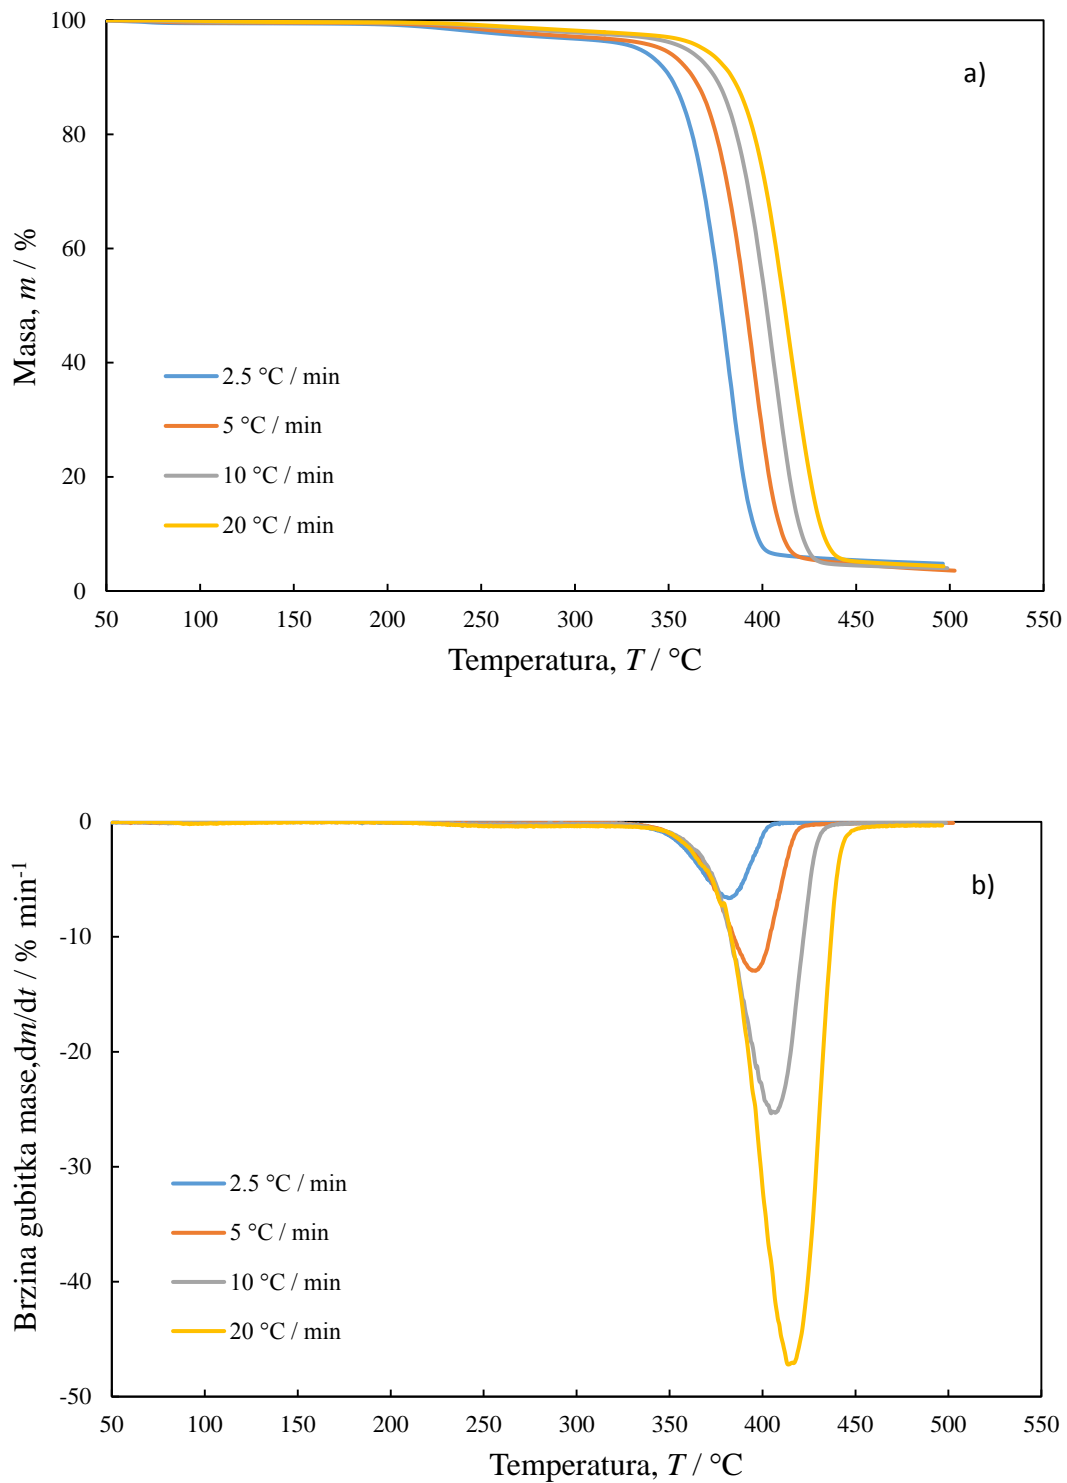 100
80
60
40
20
0
Masa, m / %
a)
2.5 °C / min
5 °C / min
10 °C / min
20 °C / min
50 100 150 200 250 300 350 400 450 500 550
Temperatura, T / °C
0
-10
-20
-30
-40
-50
Brzina gubitka mase,dm/dt / % min-1
b)
2.5 °C / min
5 °C / min
10 °C / min
20 °C / min
50 100 150 200 250 300 350 400 450 500 550
Temperatura, T / °C